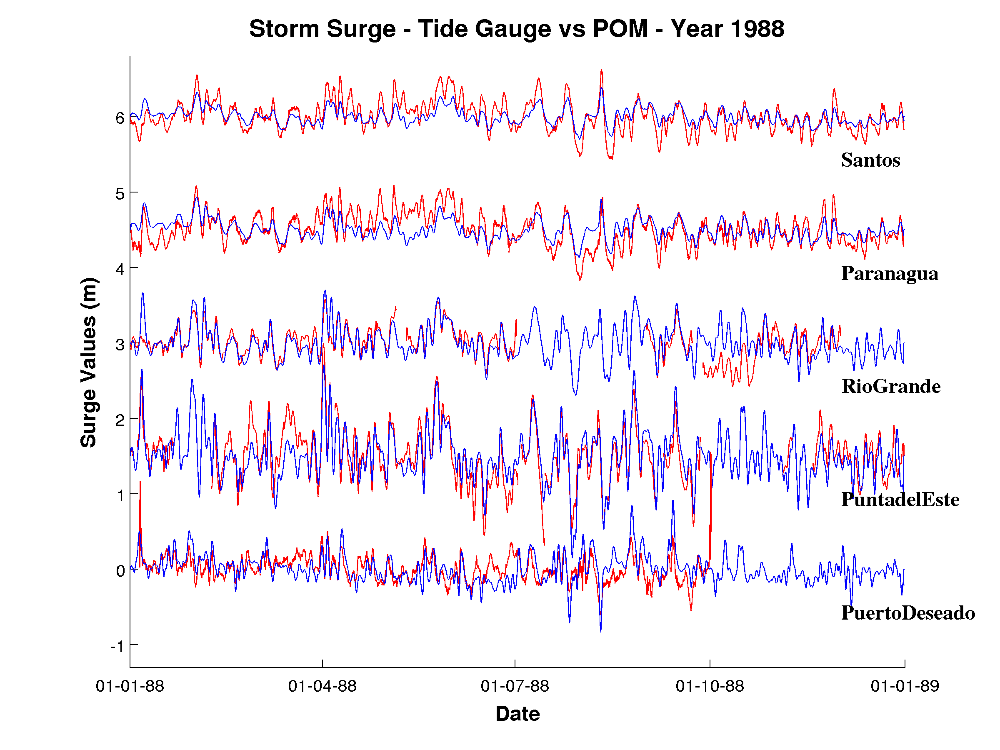 Storm Surge - Tide Gauge vs POM - Year 1988
6
Santos
5
4
Paranagua
Surge Values (m)
3
RioGrande
2
1
PuntadelEste
0
PuertoDeseado
-1
01-01-88 01-04-88 01-07-88 01-10-88 01-01-89
Date